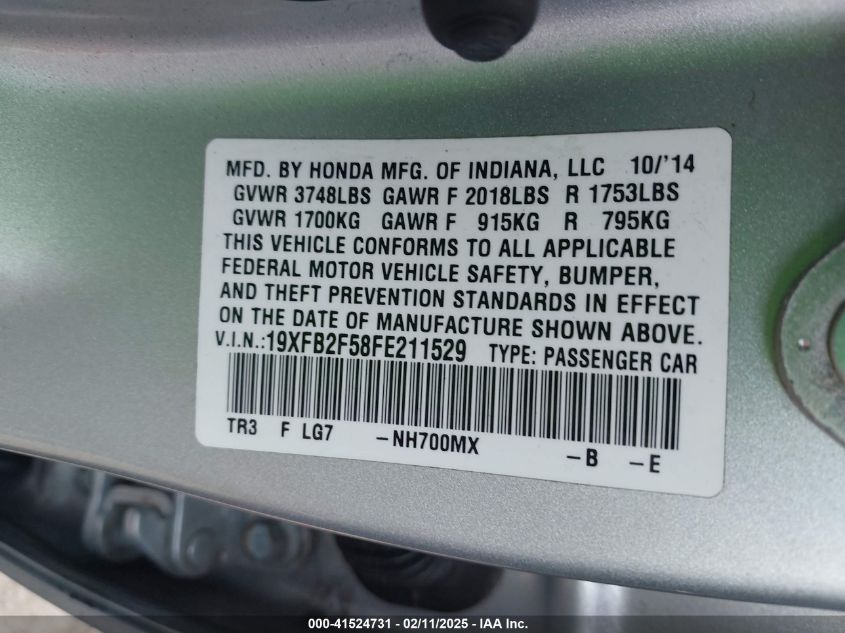 MFD. BY HONDA MFG. OF INDIANA, LLC 10/'14
GVWR 3748LBS GAWR F 2018LBS R 1753LBS
GVWR 1700KG GAWR F 915KG R 795KG
THIS VEHICLE CONFORMS TO ALL APPLICABLE
FEDERAL MOTOR VEHICLE SAFETY, BUMPER,
AND THEFT PREVENTION STANDARDS IN EFFECT
ON THE DATE OF MANUFACTURE SHOWN ABOVE.
V.I.N.:19XFB2F58FE211529 TYPE: PASSENGER CAR
TR3 F LG7 -NH700MX -B -E
000-41524731 - 02/11/2025 - IAA Inc.